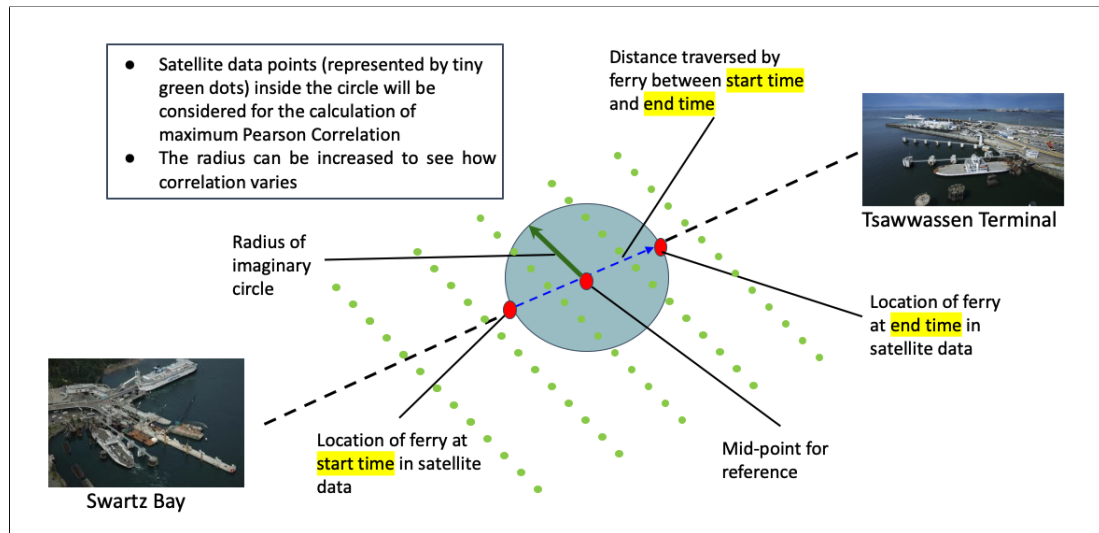 ● Satellite data points (represented by tiny
green dots) inside the circle will be
considered for the calculation of
maximum Pearson Correlation
● The radius can be increased to see how
correlation varies
Distance traversed by
ferry between start time
and end time
Tsawwassen Terminal
Radius of
imaginary
circle
Location of ferry
at end time in
satellite data
Location of ferry at
start time in satellite
data
Mid-point for
reference
Swartz Bay